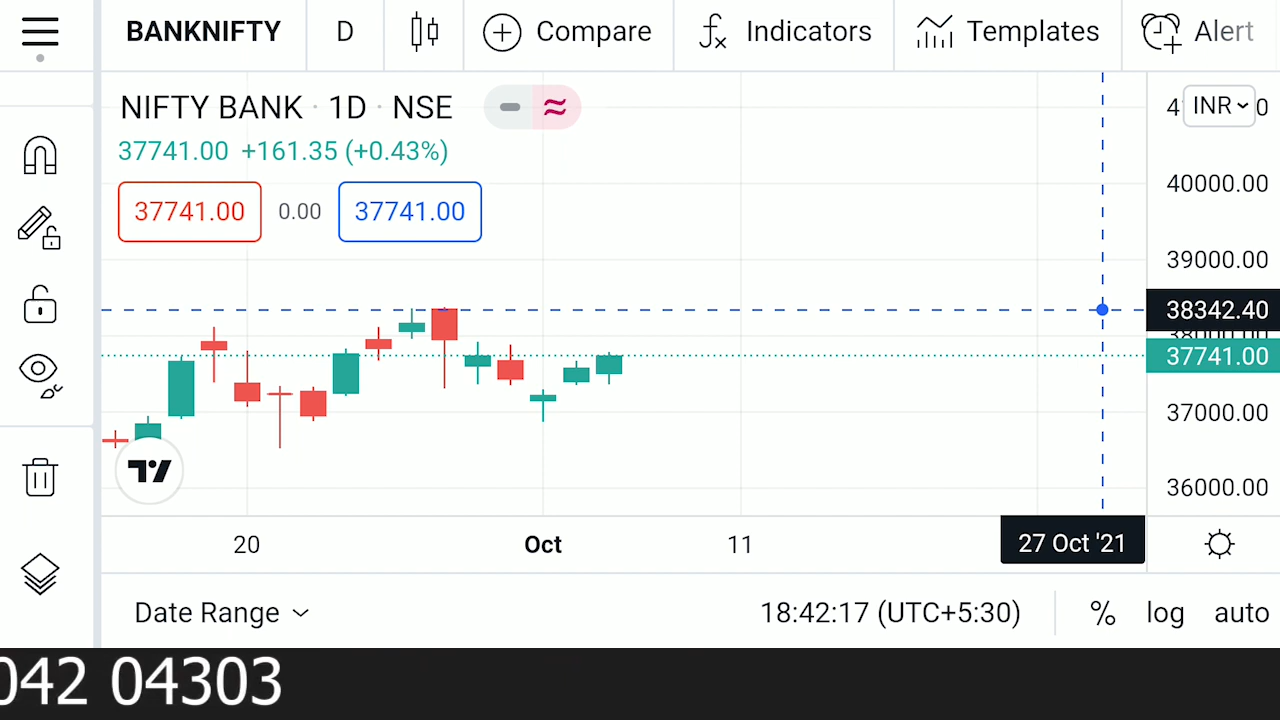 BANKNIFTY D Compare Indicators Templates Alert
NIFTY BANK · 1D · NSE
37741.00 +161.35 (+0.43%)
37741.00 0.00 37741.00
INR
40000.00
39000.00
38342.40
37741.00
37000.00
36000.00
20 Oct 11 27 Oct '21
Date Range 18:42:17 (UTC+5:30) % log auto
042 04303